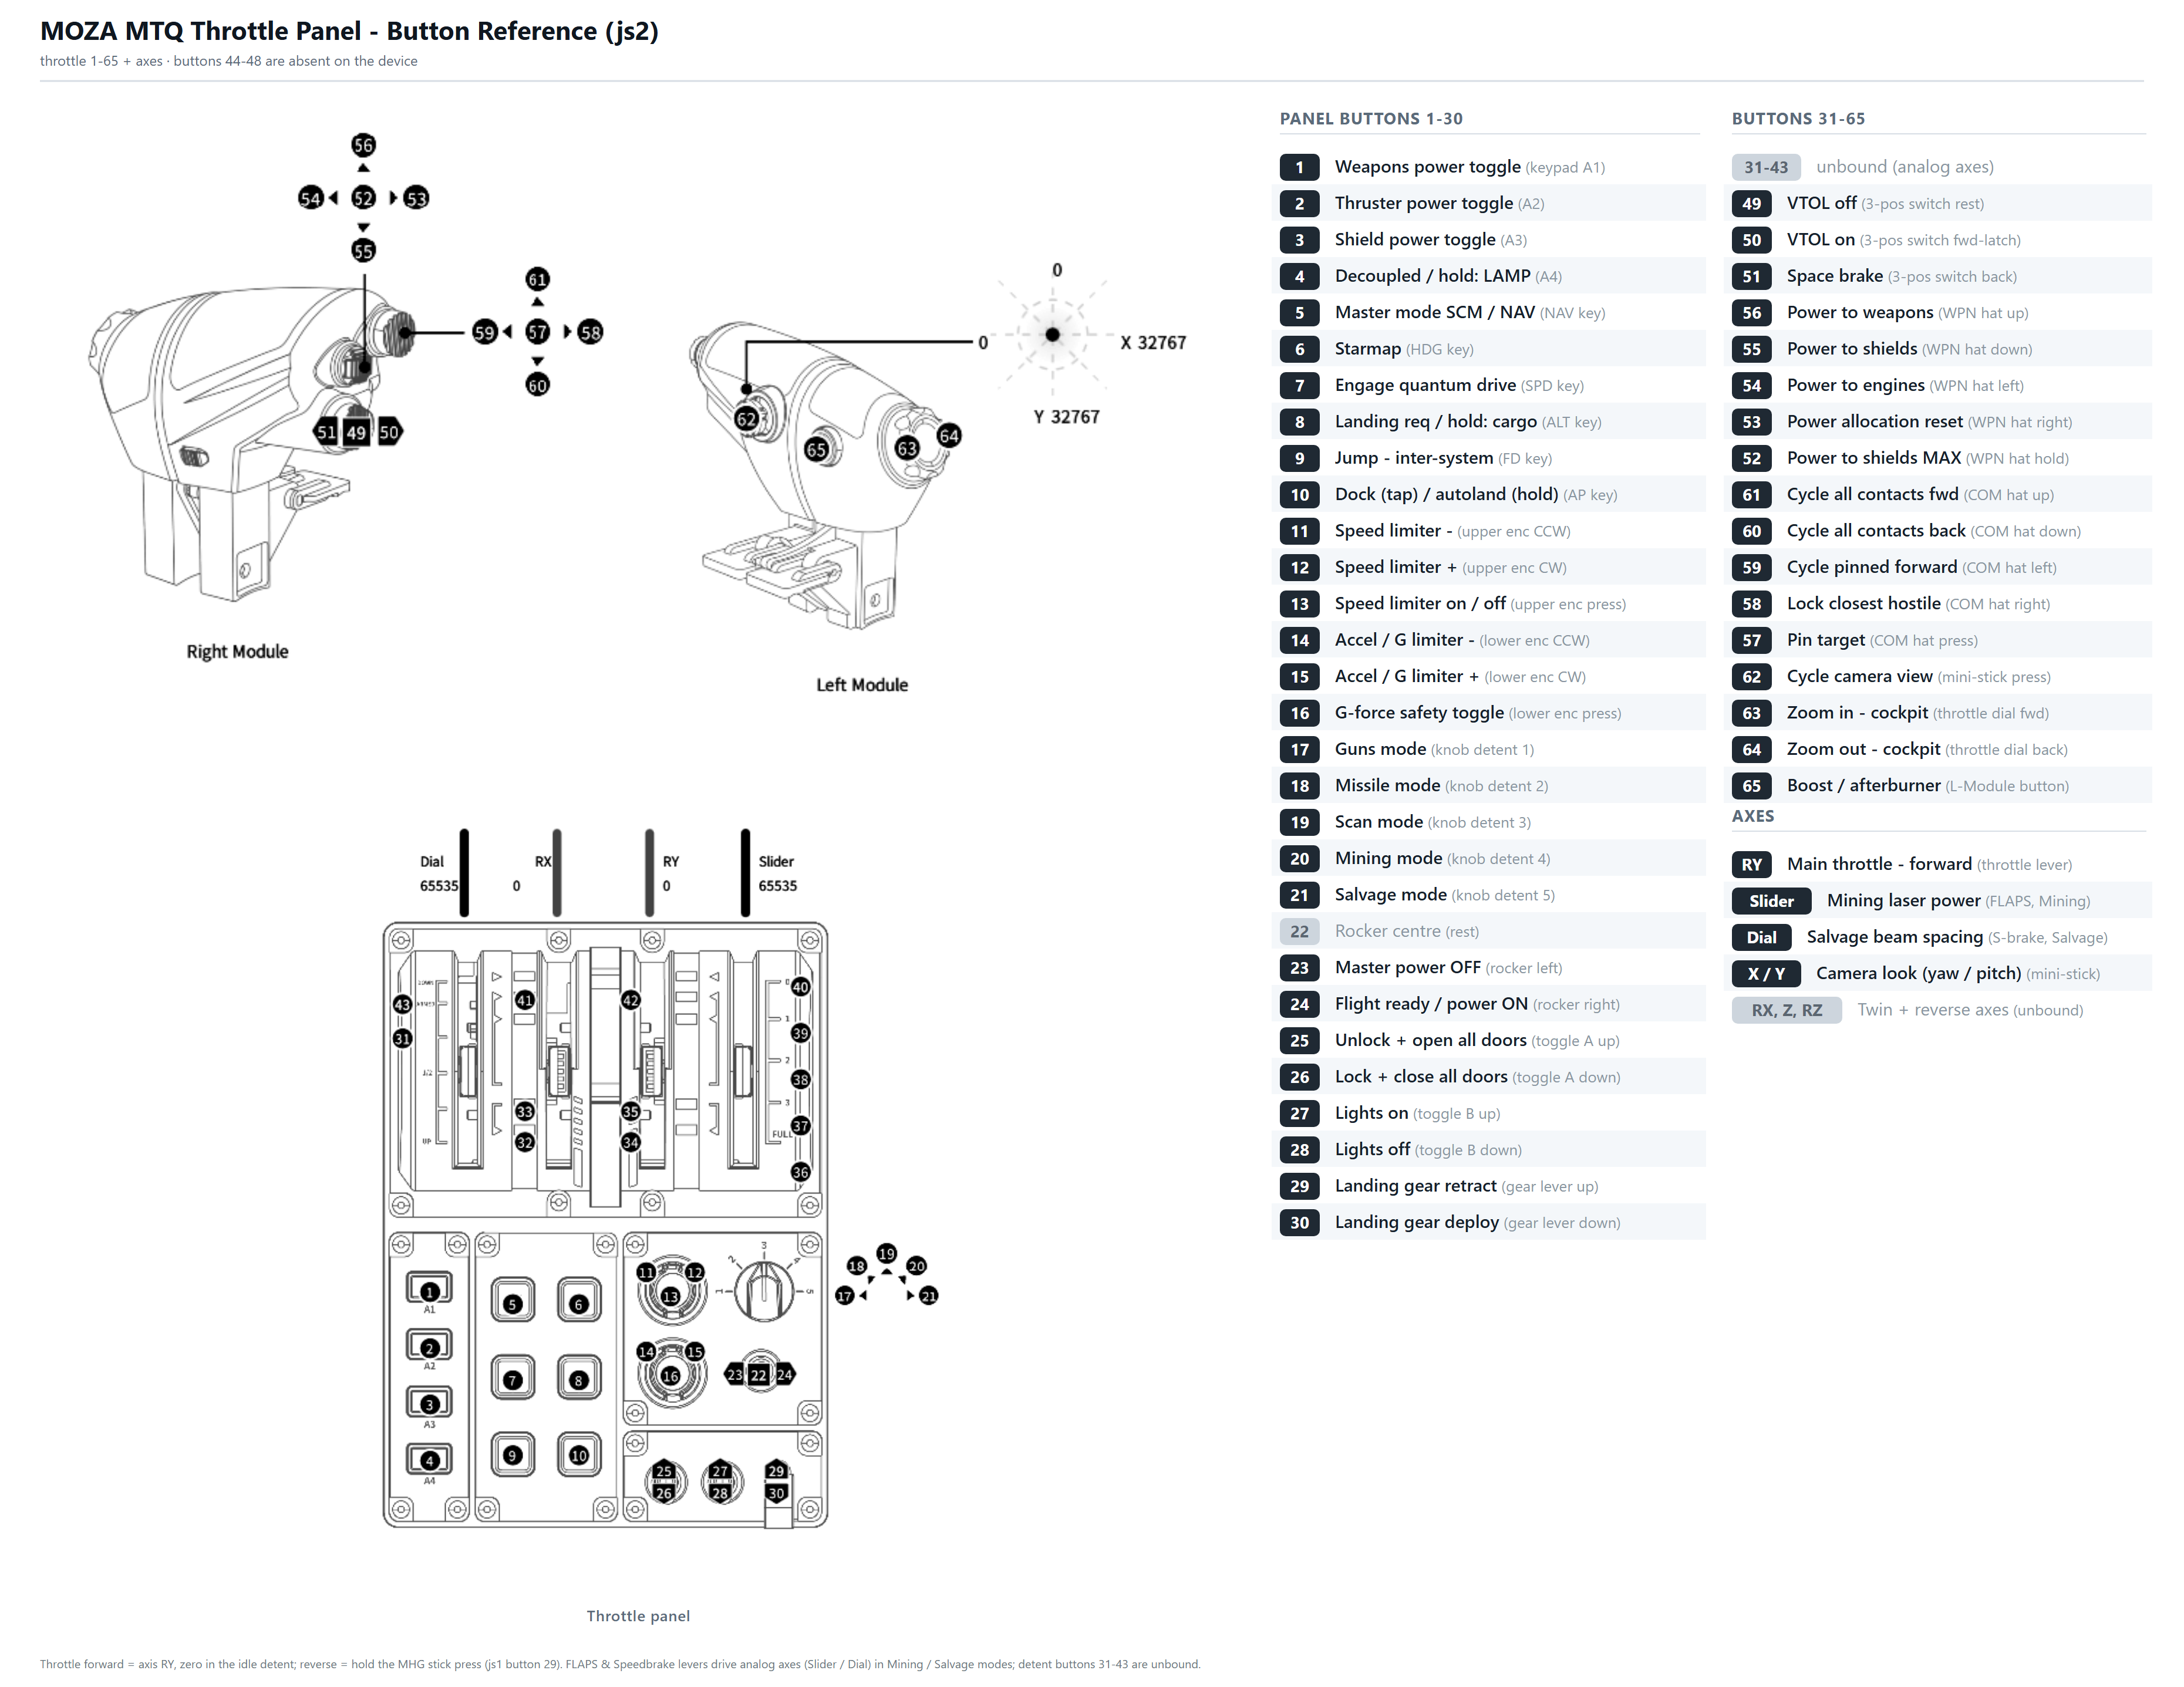 MOZA MTQ Throttle Panel - Button Reference (js2)
throttle 1-65 + axes · buttons 44-48 are absent on the device
56
54 52 53
55
61
59 57 58
60
51 49 50
Right Module
0
0
X 32767
Y 32767
62
65
63
64
Left Module
Dial
65535
RX
0
RY
0
Slider
65535
DOWN
ARMED
1/2
UP
0
1
2
3
FULL
43
31
41
42
40
39
38
37
36
33
32
35
34
1
A1
2
A2
3
A3
4
A4
5
6
7
8
9
10
11
12
13
14
15
16
1
2
3
4
5
17
18
19
20
21
23 22 24
25
26
27
28
29
30
Throttle panel
PANEL BUTTONS 1-30
1 Weapons power toggle (keypad A1)
2 Thruster power toggle (A2)
3 Shield power toggle (A3)
4 Decoupled / hold: LAMP (A4)
5 Master mode SCM / NAV (NAV key)
6 Starmap (HDG key)
7 Engage quantum drive (SPD key)
8 Landing req / hold: cargo (ALT key)
9 Jump - inter-system (FD key)
10 Dock (tap) / autoland (hold) (AP key)
11 Speed limiter - (upper enc CCW)
12 Speed limiter + (upper enc CW)
13 Speed limiter on / off (upper enc press)
14 Accel / G limiter - (lower enc CCW)
15 Accel / G limiter + (lower enc CW)
16 G-force safety toggle (lower enc press)
17 Guns mode (knob detent 1)
18 Missile mode (knob detent 2)
19 Scan mode (knob detent 3)
20 Mining mode (knob detent 4)
21 Salvage mode (knob detent 5)
22 Rocker centre (rest)
23 Master power OFF (rocker left)
24 Flight ready / power ON (rocker right)
25 Unlock + open all doors (toggle A up)
26 Lock + close all doors (toggle A down)
27 Lights on (toggle B up)
28 Lights off (toggle B down)
29 Landing gear retract (gear lever up)
30 Landing gear deploy (gear lever down)
BUTTONS 31-65
31-43 unbound (analog axes)
49 VTOL off (3-pos switch rest)
50 VTOL on (3-pos switch fwd-latch)
51 Space brake (3-pos switch back)
56 Power to weapons (WPN hat up)
55 Power to shields (WPN hat down)
54 Power to engines (WPN hat left)
53 Power allocation reset (WPN hat right)
52 Power to shields MAX (WPN hat hold)
61 Cycle all contacts fwd (COM hat up)
60 Cycle all contacts back (COM hat down)
59 Cycle pinned forward (COM hat left)
58 Lock closest hostile (COM hat right)
57 Pin target (COM hat press)
62 Cycle camera view (mini-stick press)
63 Zoom in - cockpit (throttle dial fwd)
64 Zoom out - cockpit (throttle dial back)
65 Boost / afterburner (L-Module button)
AXES
RY Main throttle - forward (throttle lever)
Slider Mining laser power (FLAPS, Mining)
Dial Salvage beam spacing (S-brake, Salvage)
X / Y Camera look (yaw / pitch) (mini-stick)
RX, Z, RZ Twin + reverse axes (unbound)
Throttle forward = axis RY, zero in the idle detent; reverse = hold the MHG stick press (js1 button 29). FLAPS & Speedbrake levers drive analog axes (Slider / Dial) in Mining / Salvage modes; detent buttons 31-43 are unbound.